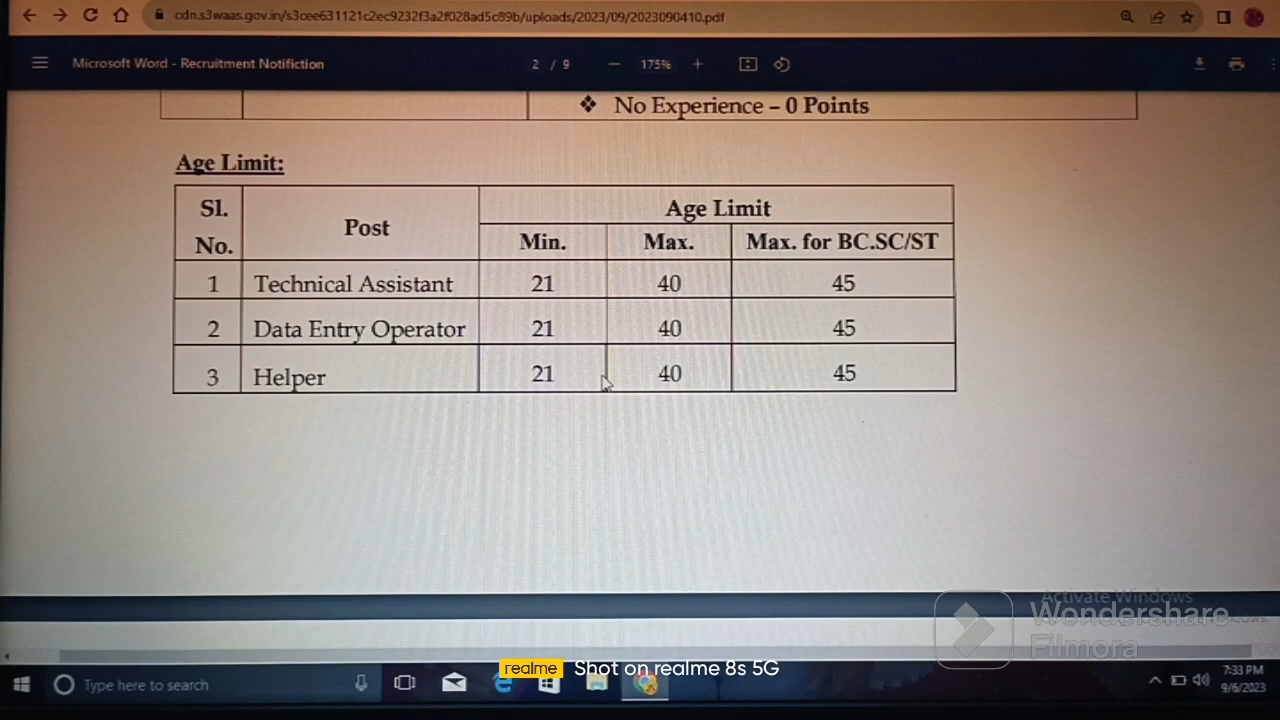 cdn.s3waas.gov.in/s3cee631121c2ec9232f3a2f028ad5c89b/uploads/2023/09/2023090410.pdf
Microsoft Word - Recruitment Notifiction
2 / 9
175%
❖ No Experience – 0 Points
Age Limit:
Sl. No. Post Age Limit
Min. Max. Max. for BC.SC/ST
1 Technical Assistant 21 40 45
2 Data Entry Operator 21 40 45
3 Helper 21 40 45
Activate Windows
Wondershare
Filmora
realme Shot on realme 8s 5G
Type here to search
7:33 PM
9/6/2023